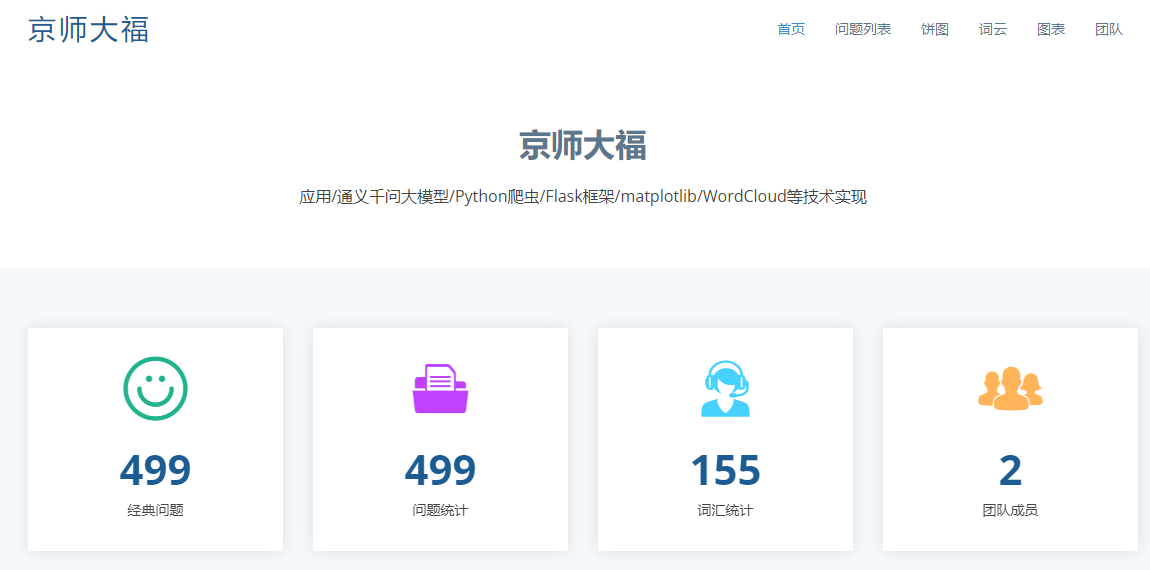 京师大福
首页 问题列表 饼图 词云 图表 团队
京师大福
应用/通义千问大模型/Python爬虫/Flask框架/matplotlib/WordCloud等技术实现
499
经典问题
499
问题统计
155
词汇统计
2
团队成员